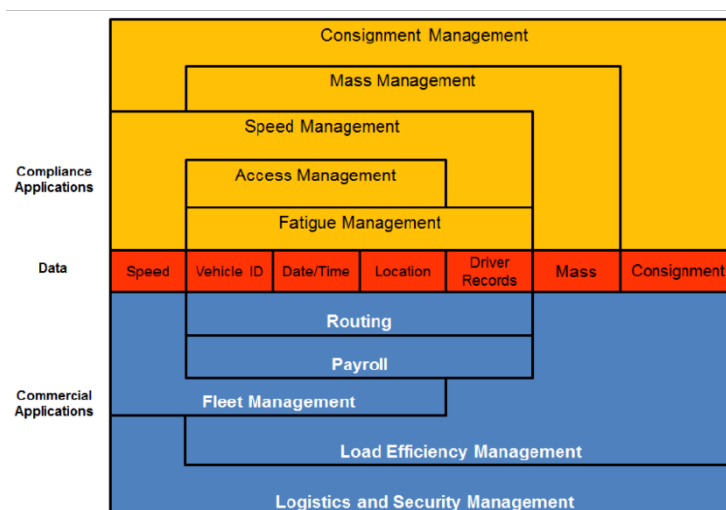 Consignment Management
Mass Management
Speed Management
Compliance
Applications
Access Management
Fatigue Management
Data
Speed
Vehicle ID
Date/Time
Location
Driver
Records
Mass
Consignment
Routing
Payroll
Commercial
Applications
Fleet Management
Load Efficiency Management
Logistics and Security Management